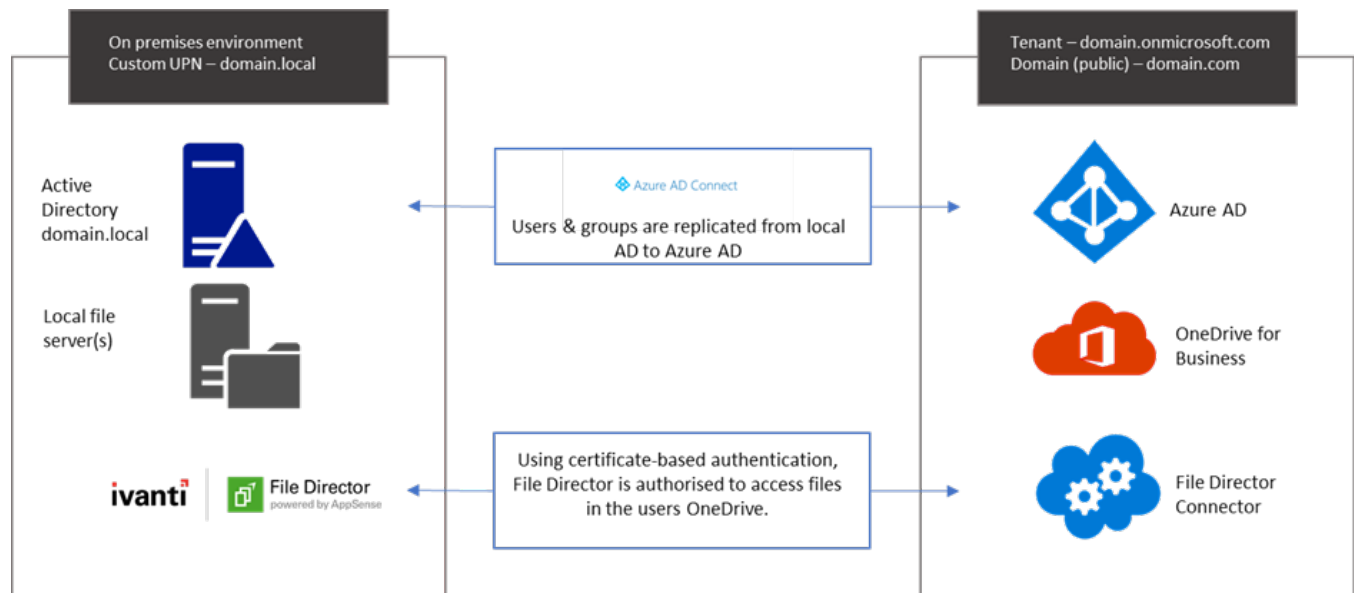 On premises environment
Custom UPN – domain.local
Tenant – domain.onmicrosoft.com
Domain (public) – domain.com
Active
Directory
domain.local
Azure AD Connect
Users & groups are replicated from local
AD to Azure AD
Azure AD
Local file
server(s)
OneDrive for
Business
ivanti
File Director
powered by AppSense
Using certificate-based authentication,
File Director is authorised to access files
in the users OneDrive.
File Director
Connector